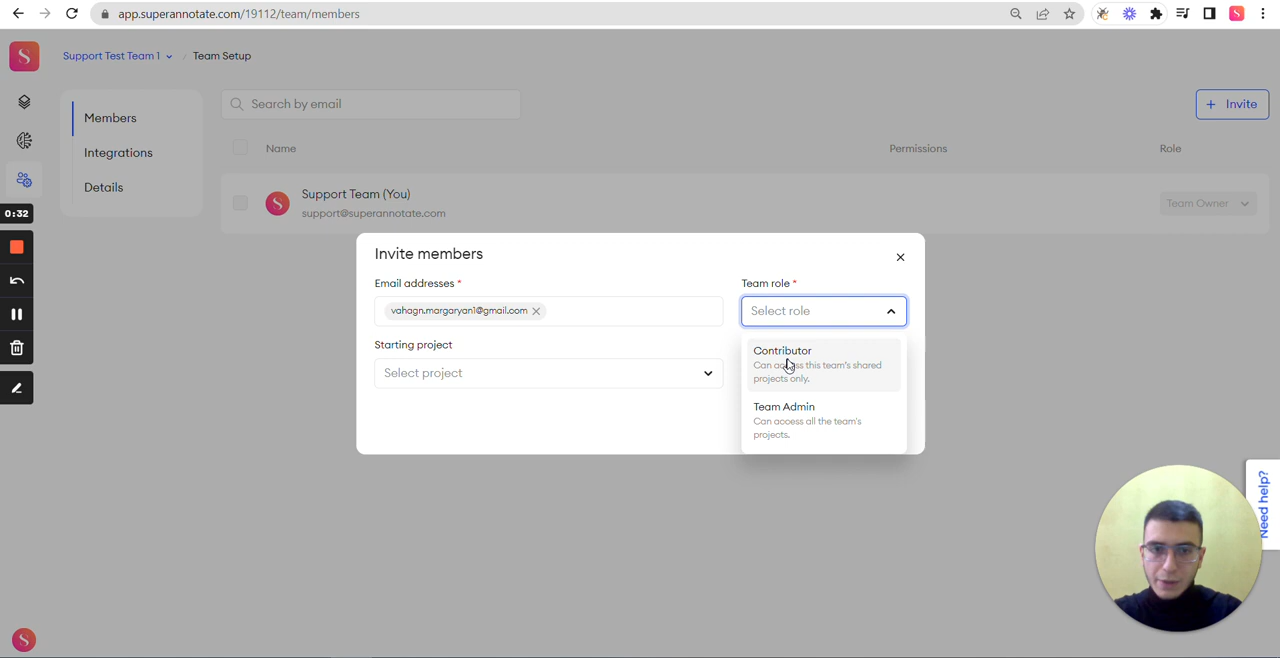 app.superannotate.com/19112/team/members
S
Support Test Team 1 / Team Setup
Members
Integrations
Details
Search by email
+ Invite
Name
Permissions
Role
S
Support Team (You)
support@superannotate.com
Team Owner
0:32
Invite members
Email addresses *
vahagn.margaryan1@gmail.com
Team role *
Select role
Starting project
Select project
Contributor
Can access this team's shared
projects only.
Team Admin
Can access all the team's
projects.
Need help?
S